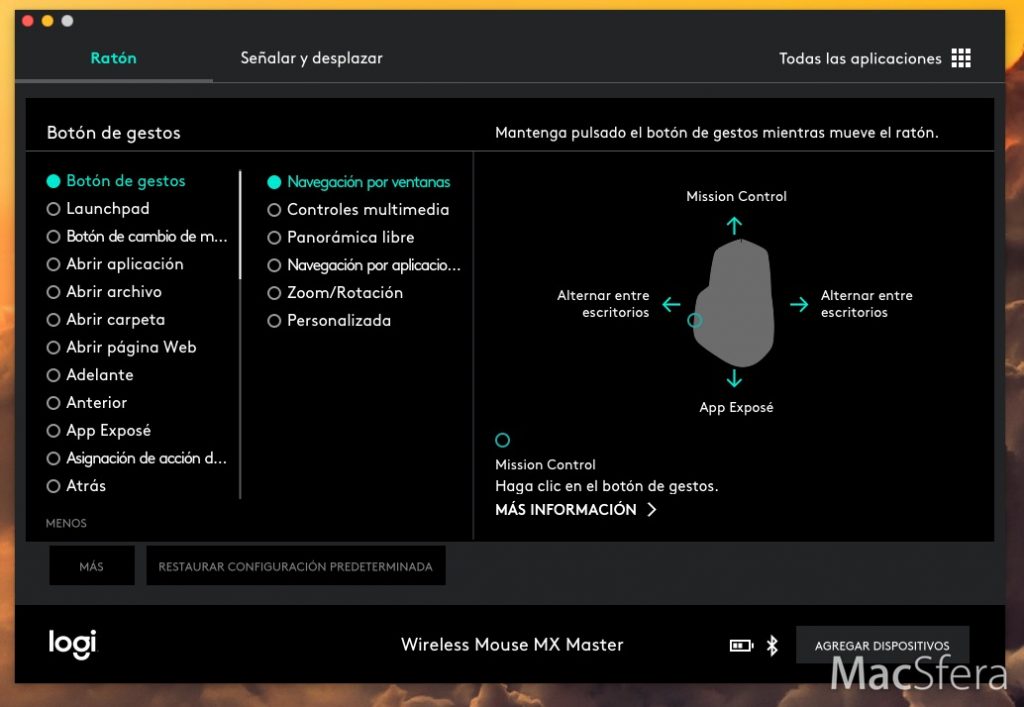 Ratón
Señalar y desplazar
Todas las aplicaciones
Botón de gestos
Mantenga pulsado el botón de gestos mientras mueve el ratón.
Botón de gestos
Launchpad
Botón de cambio de m...
Abrir aplicación
Abrir archivo
Abrir carpeta
Abrir página Web
Adelante
Anterior
App Exposé
Asignación de acción d...
Atrás
MENOS
Navegación por ventanas
Controles multimedia
Panorámica libre
Navegación por aplicacio...
Zoom/Rotación
Personalizada
Mission Control
Alternar entre
escritorios
Alternar entre
escritorios
App Exposé
Mission Control
Haga clic en el botón de gestos.
MÁS INFORMACIÓN
MÁS
RESTAURAR CONFIGURACIÓN PREDETERMINADA
logi
Wireless Mouse MX Master
AGREGAR DISPOSITIVOS
MacSfera